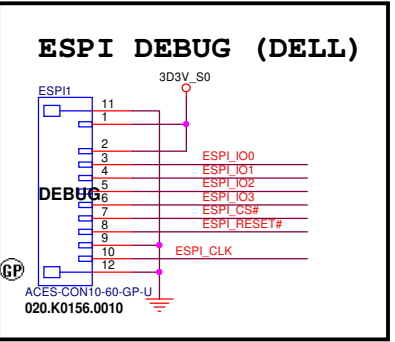 ESPI DEBUG (DELL)
3D3V_S0
ESPI1
11
1
2
3 ESPI_IO0
4 ESPI_IO1
DEBUG
5 ESPI_IO2
6 ESPI_IO3
7 ESPI_CS#
8 ESPI_RESET#
9
10 ESPI_CLK
12
GP
ACES-CON10-60-GP-U
020.K0156.0010